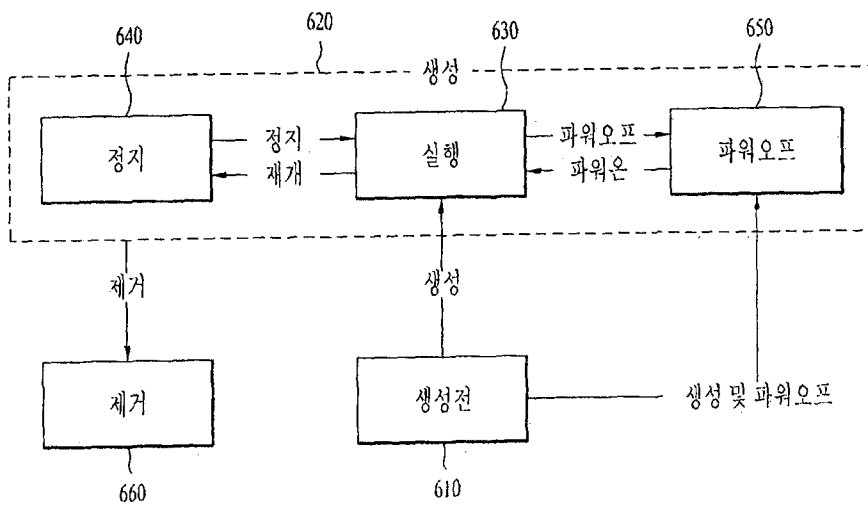 640
620
630
650
생성
정지
정지
재개
실행
파워오프
파워온
파워오프
제거
생성
제거
생성전
생성 및 파워오프
660
610